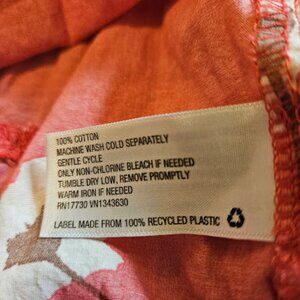 100% COTTON
MACHINE WASH COLD SEPARATELY
GENTLE CYCLE
ONLY NON-CHLORINE BLEACH IF NEEDED
TUMBLE DRY LOW, REMOVE PROMPTLY
WARM IRON IF NEEDED
RN17730 VN1343630
LABEL MADE FROM 100% RECYCLED PLASTIC